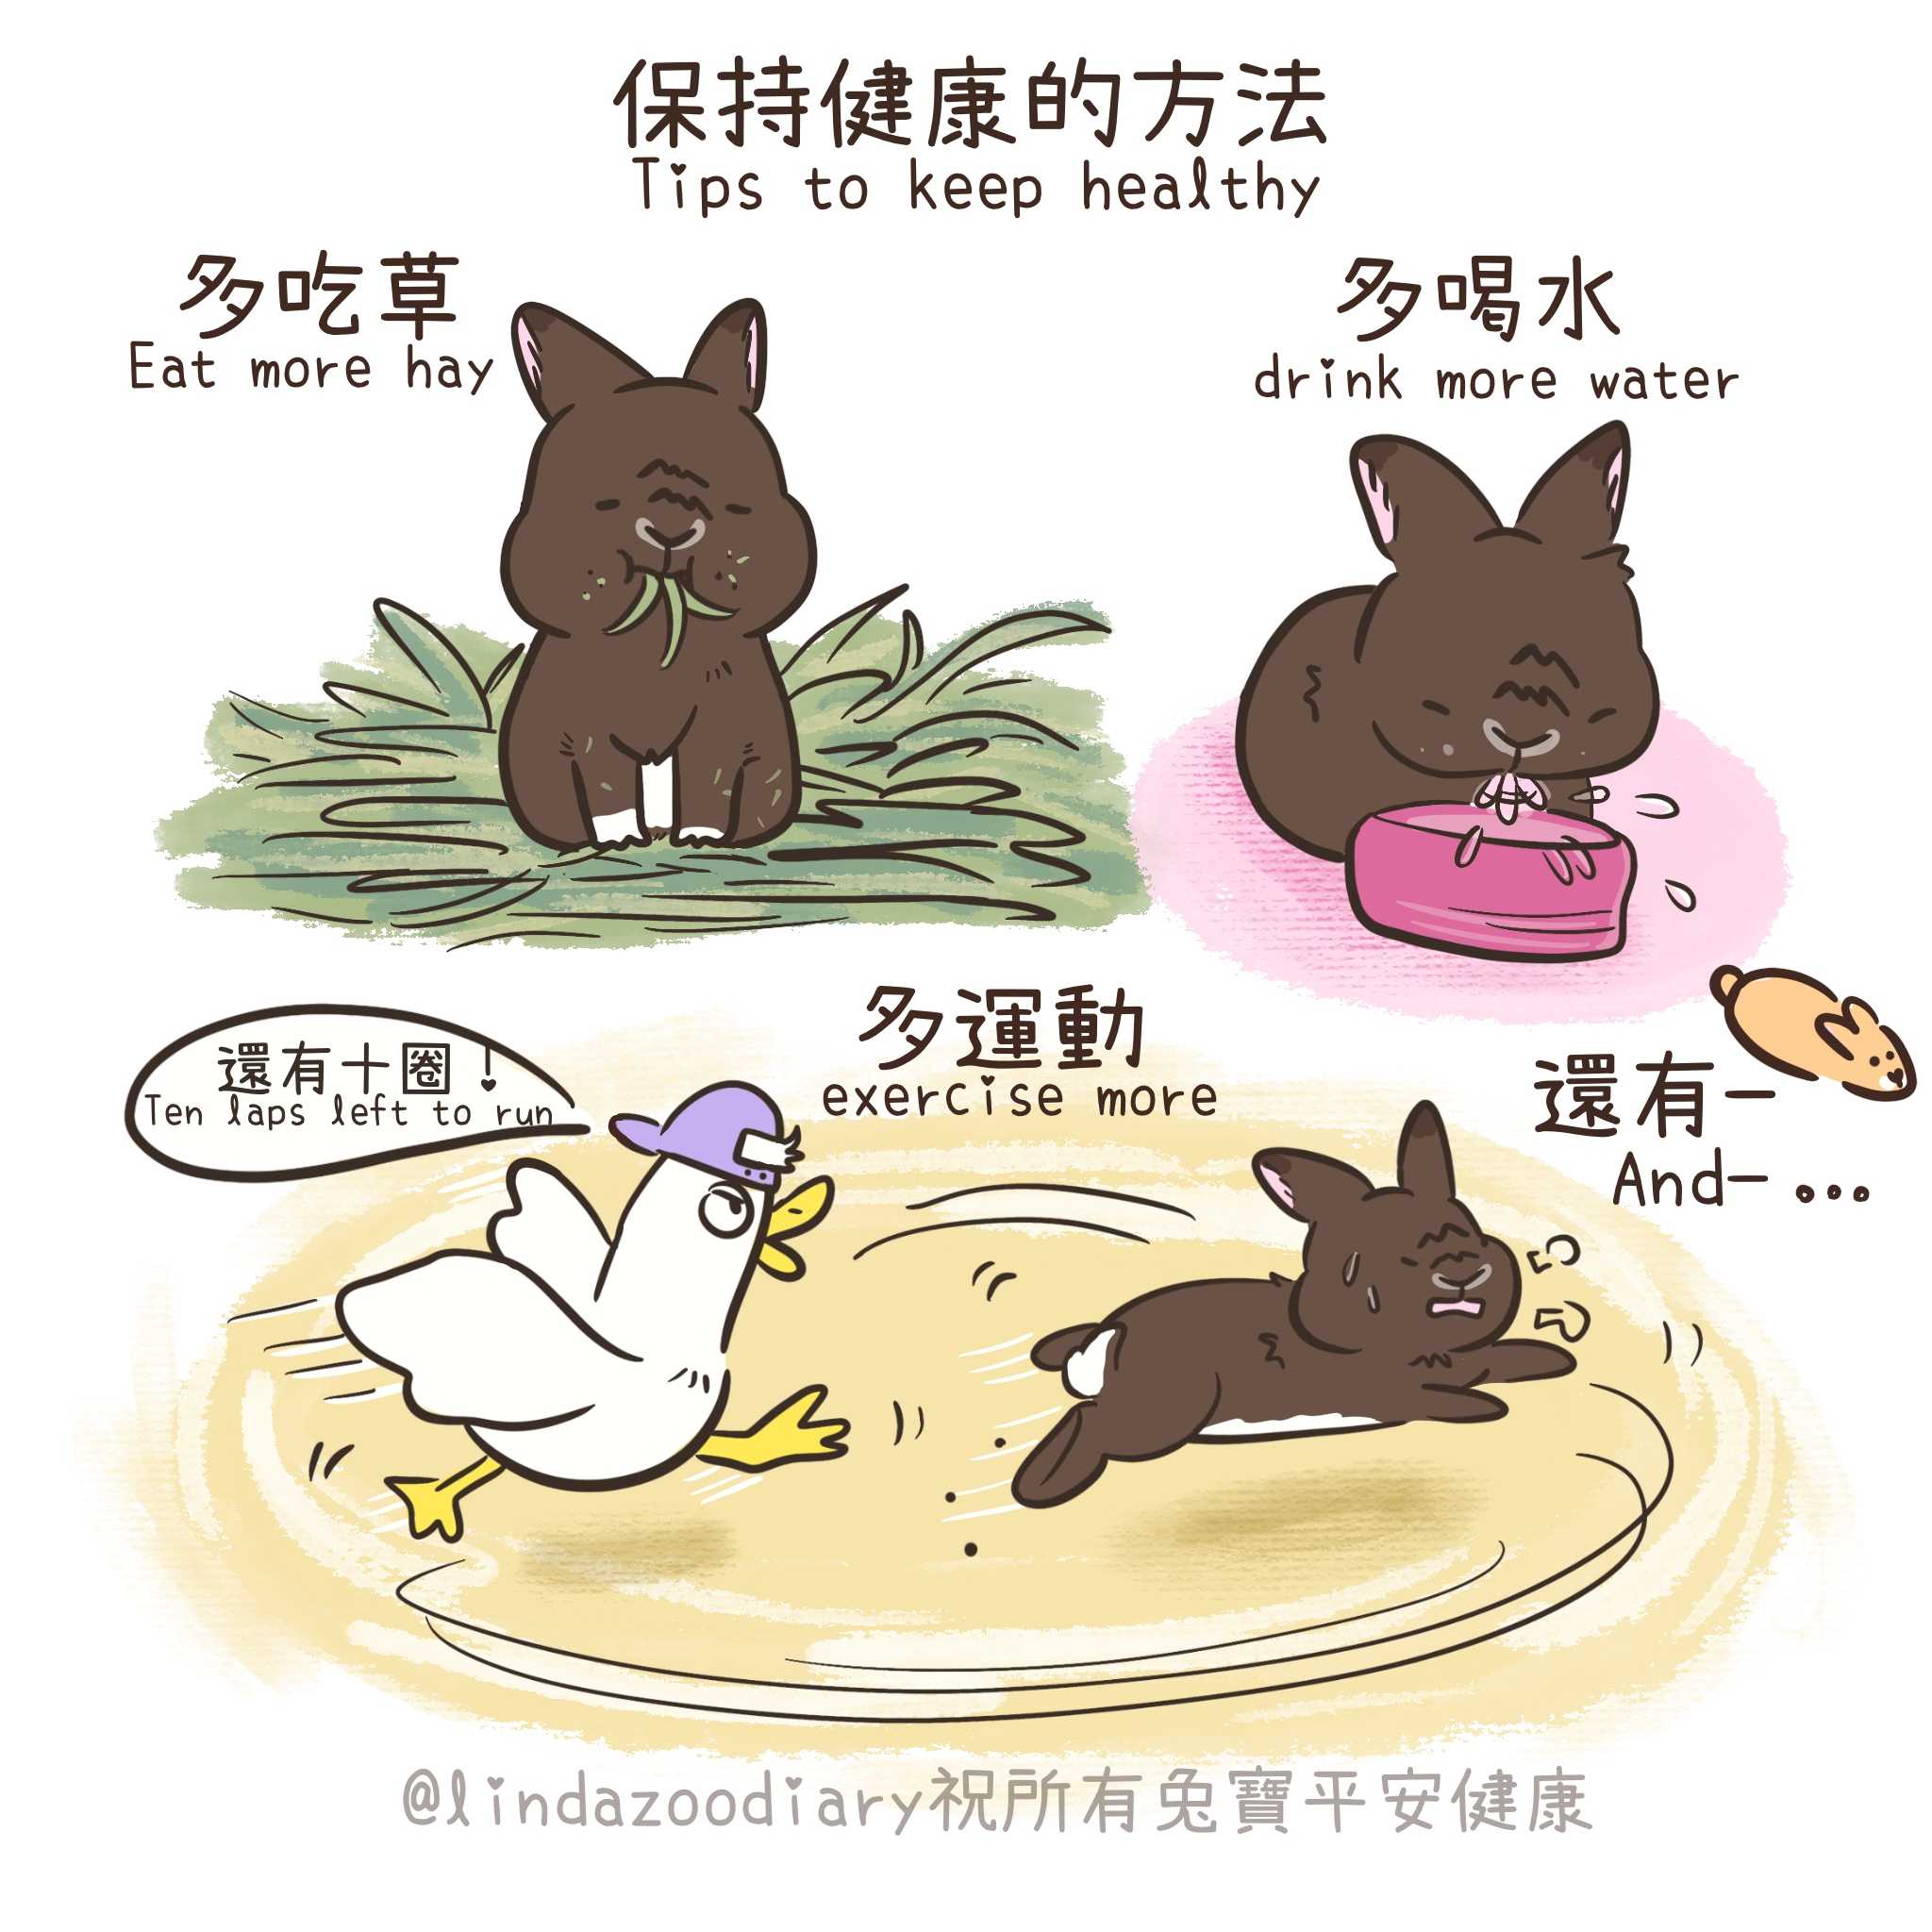 保持健康的方法
Tips to keep healthy
多吃草
Eat more hay
多喝水
drink more water
多運動
exercise more
還有十圈!
Ten laps left to run
還有—
And— ...
@lindazoodiary祝所有兔寶平安健康